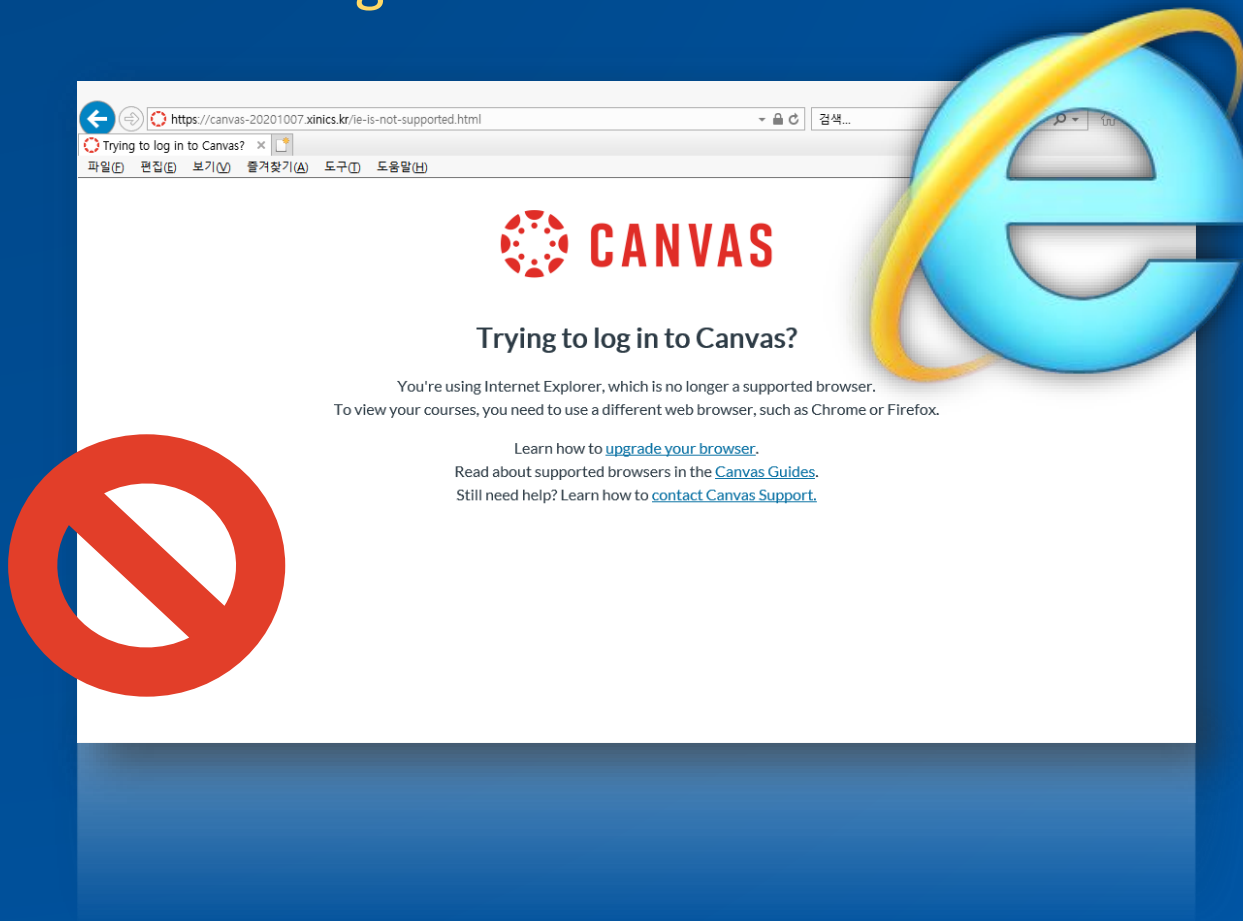 g
https://canvas-20201007.xinics.kr/ie-is-not-supported.html
검색...
Trying to log in to Canvas?
파일(F) 편집(E) 보기(V) 즐겨찾기(A) 도구(T) 도움말(H)
CANVAS
Trying to log in to Canvas?
You're using Internet Explorer, which is no longer a supported browser.
To view your courses, you need to use a different web browser, such as Chrome or Firefox.
Learn how to upgrade your browser.
Read about supported browsers in the Canvas Guides.
Still need help? Learn how to contact Canvas Support.